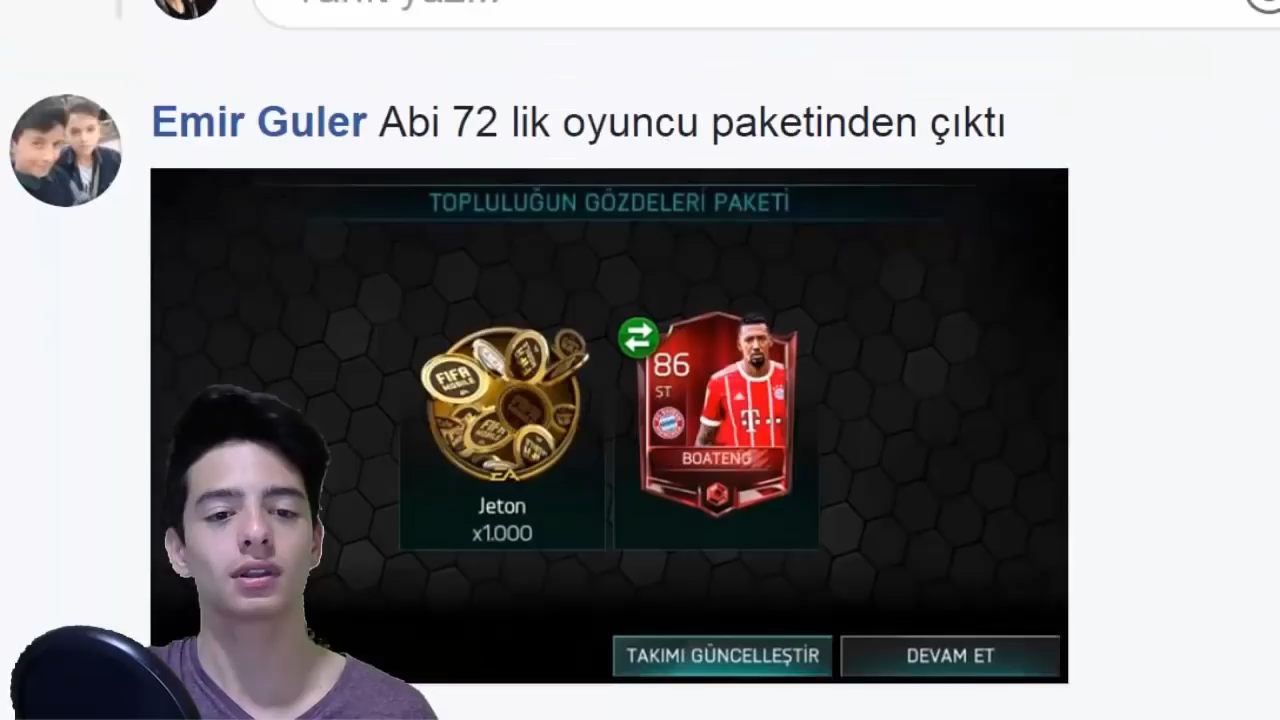 Emir Guler Abi 72 lik oyuncu paketinden çıktı
TOPLULUĞUN GÖZDELERİ PAKETİ
FIFA
MOBILE
EA
Jeton
x1.000
86
ST
T
BOATENG
TAKIMI GÜNCELLEŞTİR
DEVAM ET